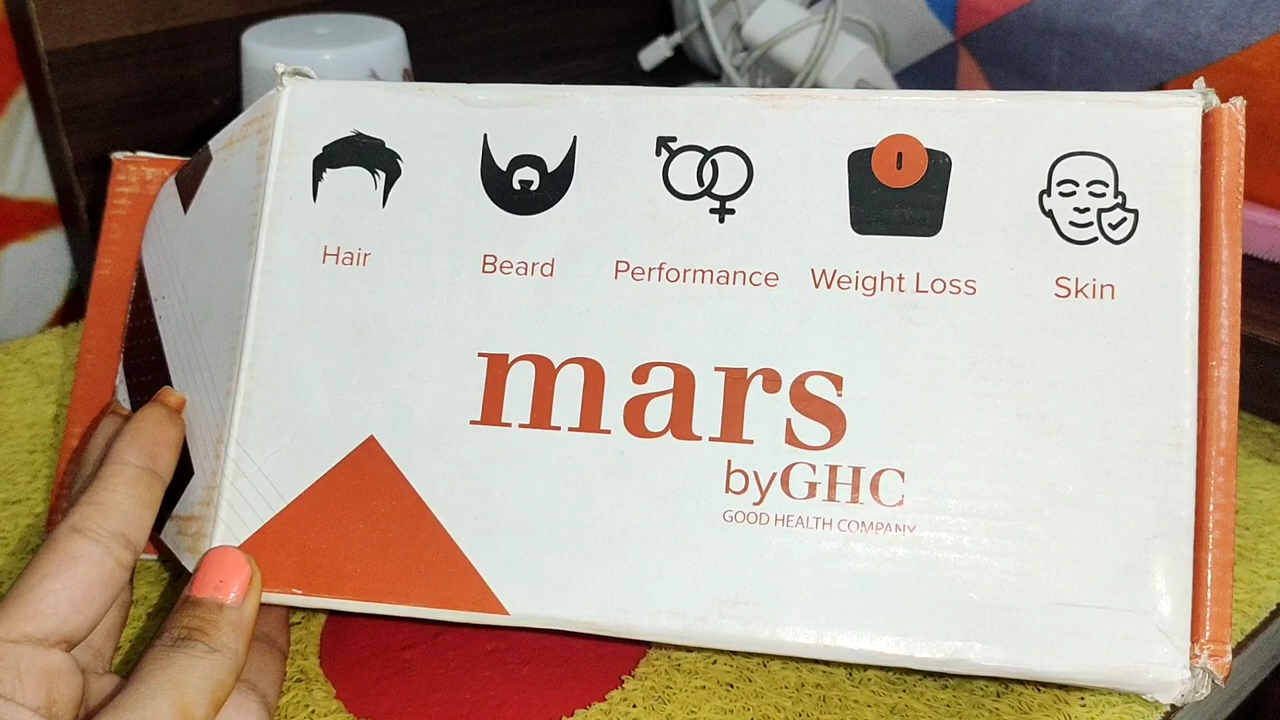 Hair
Beard
Performance
Weight Loss
Skin
mars
byGHC
GOOD HEALTH COMPANY